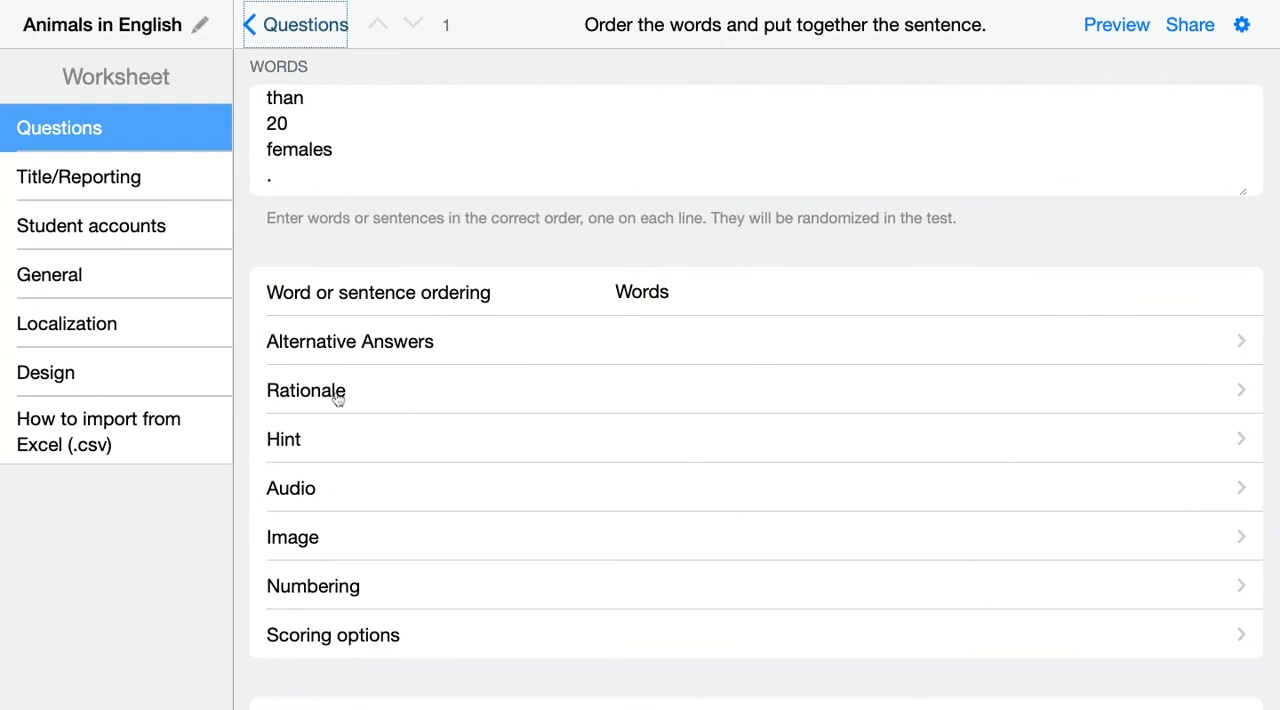 Animals in English
Questions
1
Order the words and put together the sentence.
Preview
Share
Worksheet
Questions
Title/Reporting
Student accounts
General
Localization
Design
How to import from
Excel (.csv)
WORDS
than
20
females
.
Enter words or sentences in the correct order, one on each line. They will be randomized in the test.
Word or sentence ordering
Words
Alternative Answers
Rationale
Hint
Audio
Image
Numbering
Scoring options